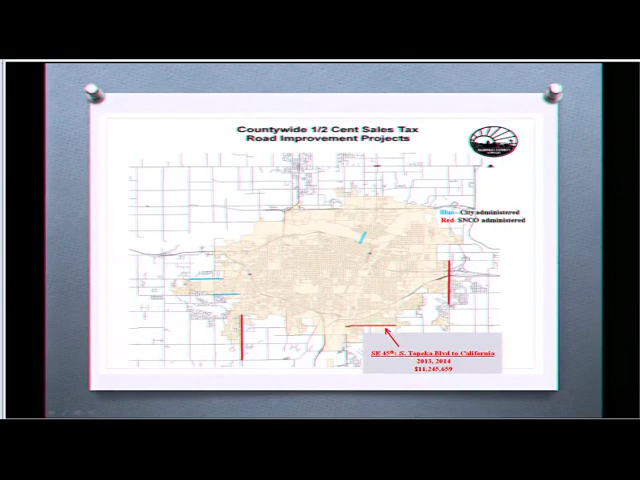 Countywide 1/2 Cent Sales Tax
Road Improvement Projects
Blue- City administered
Red- SNCO administered
SE 45th: S. Topeka Blvd to California
2013, 2014
$11,245,659